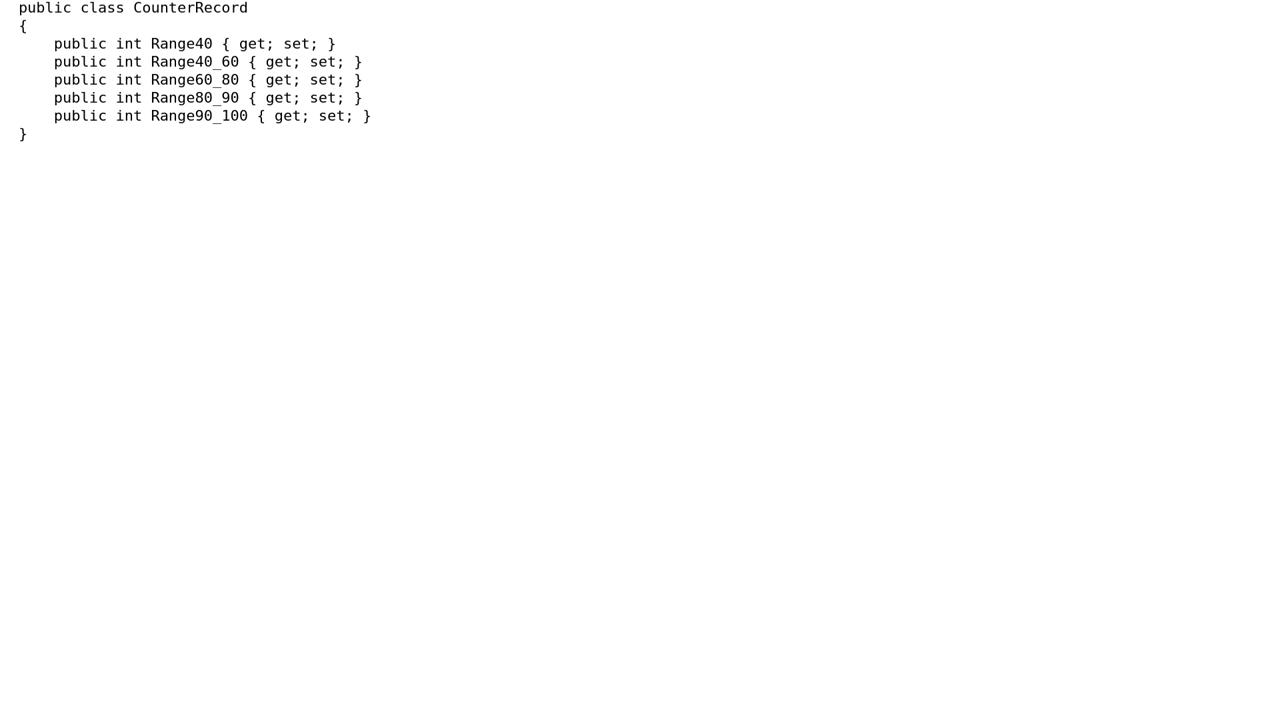 public class CounterRecord
{
    public int Range40 { get; set; }
    public int Range40_60 { get; set; }
    public int Range60_80 { get; set; }
    public int Range80_90 { get; set; }
    public int Range90_100 { get; set; }
}